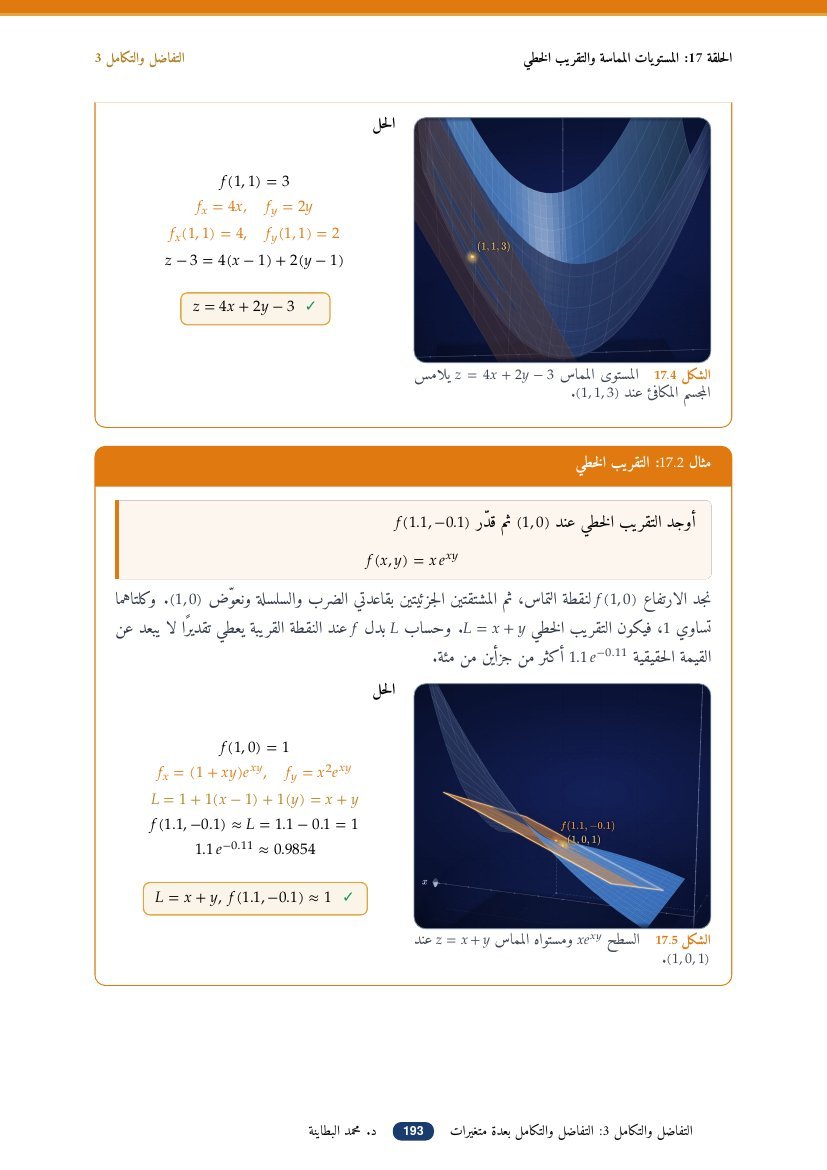 الحلقة 17: المستويات المماسة والتقريب الخطي
التفاضل والتكامل 3
الحل
f(1, 1) = 3
fₓ = 4x, f_y = 2y
fₓ(1, 1) = 4, f_y(1, 1) = 2
z − 3 = 4(x − 1) + 2(y − 1)
z = 4x + 2y − 3 ✓
(1, 1, 3)
الشكل 17.4 المستوى المماس z = 4x + 2y − 3 يلامس
المجسم المكافئ عند (1, 1, 3).
مثال 17.2: التقريب الخطي
أوجد التقريب الخطي عند (1, 0) ثم قدّر f(1.1, −0.1)
f(x, y) = x e^{xy}
نجد الارتفاع f(1, 0) لنقطة التماس، ثم المشتقتين الجزئيتين بقاعدتي الضرب والسلسلة ونعوّض (1, 0). وكلتاهما
تساوي 1، فيكون التقريب الخطي L = x + y. وحساب L بدل f عند النقطة القريبة يعطي تقديرًا لا يبعد عن
القيمة الحقيقية 1.1 e^{−0.11} أكثر من جزأين من مئة.
الحل
f(1, 0) = 1
fₓ = (1 + xy)e^{xy}, f_y = x²e^{xy}
L = 1 + 1(x − 1) + 1(y) = x + y
f(1.1, −0.1) ≈ L = 1.1 − 0.1 = 1
1.1 e^{−0.11} ≈ 0.9854
L = x + y, f(1.1, −0.1) ≈ 1 ✓
f(1.1, −0.1)
(1, 0, 1)
x
الشكل 17.5 السطح xe^{xy} ومستواه المماس z = x + y عند
(1, 0, 1).
التفاضل والتكامل 3: التفاضل والتكامل بعدة متغيرات 193 د. محمد البطاينة